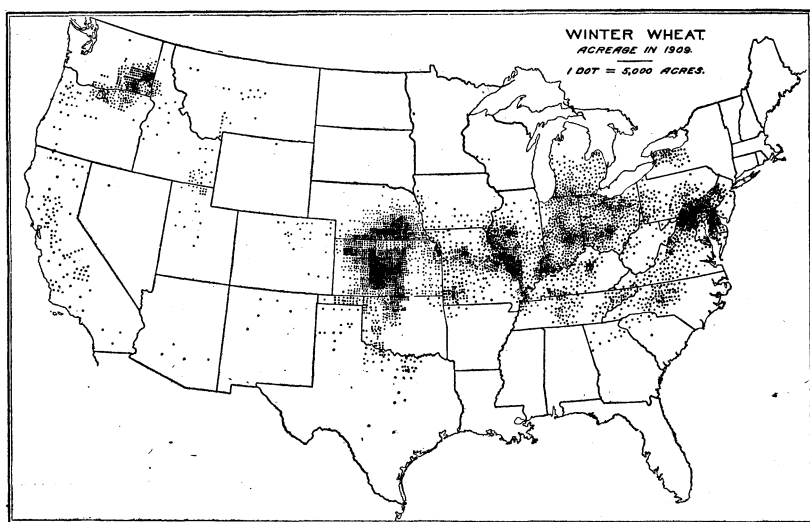 WINTER WHEAT.
ACREAGE IN 1909.
1 DOT = 5,000 ACRES.